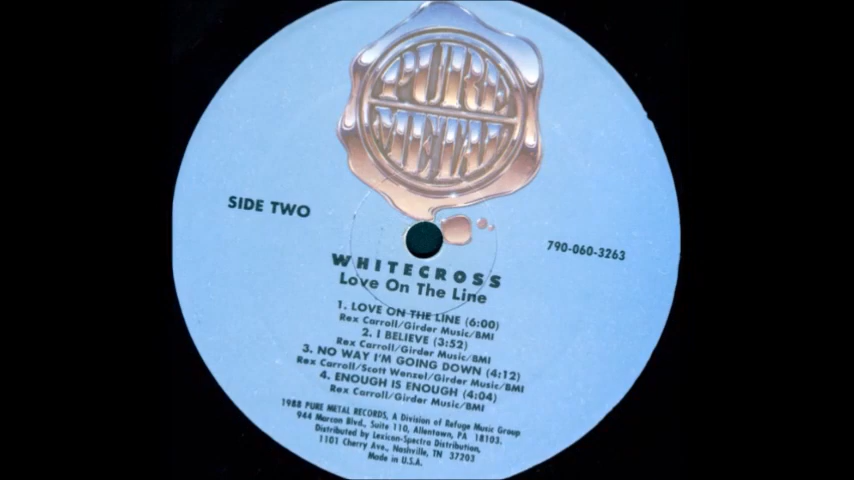 PURE
METAL
SIDE TWO
790-060-3263
WHITECROSS
Love On The Line
1. LOVE ON THE LINE (6:00)
Rex Carroll/Girder Music/BMI
2. I BELIEVE (3:52)
Rex Carroll/Girder Music/BMI
3. NO WAY I'M GOING DOWN (4:12)
Rex Carroll/Scott Wenzel/Girder Music/BMI
4. ENOUGH IS ENOUGH (4:04)
Rex Carroll/Girder Music/BMI
1988 PURE METAL RECORDS, A Division of Refuge Music Group
944 Marcon Blvd., Suite 110, Allentown, PA 18103.
Distributed by Lexicon-Spectra Distribution,
1101 Cherry Ave., Nashville, TN 37203
Made in U.S.A.